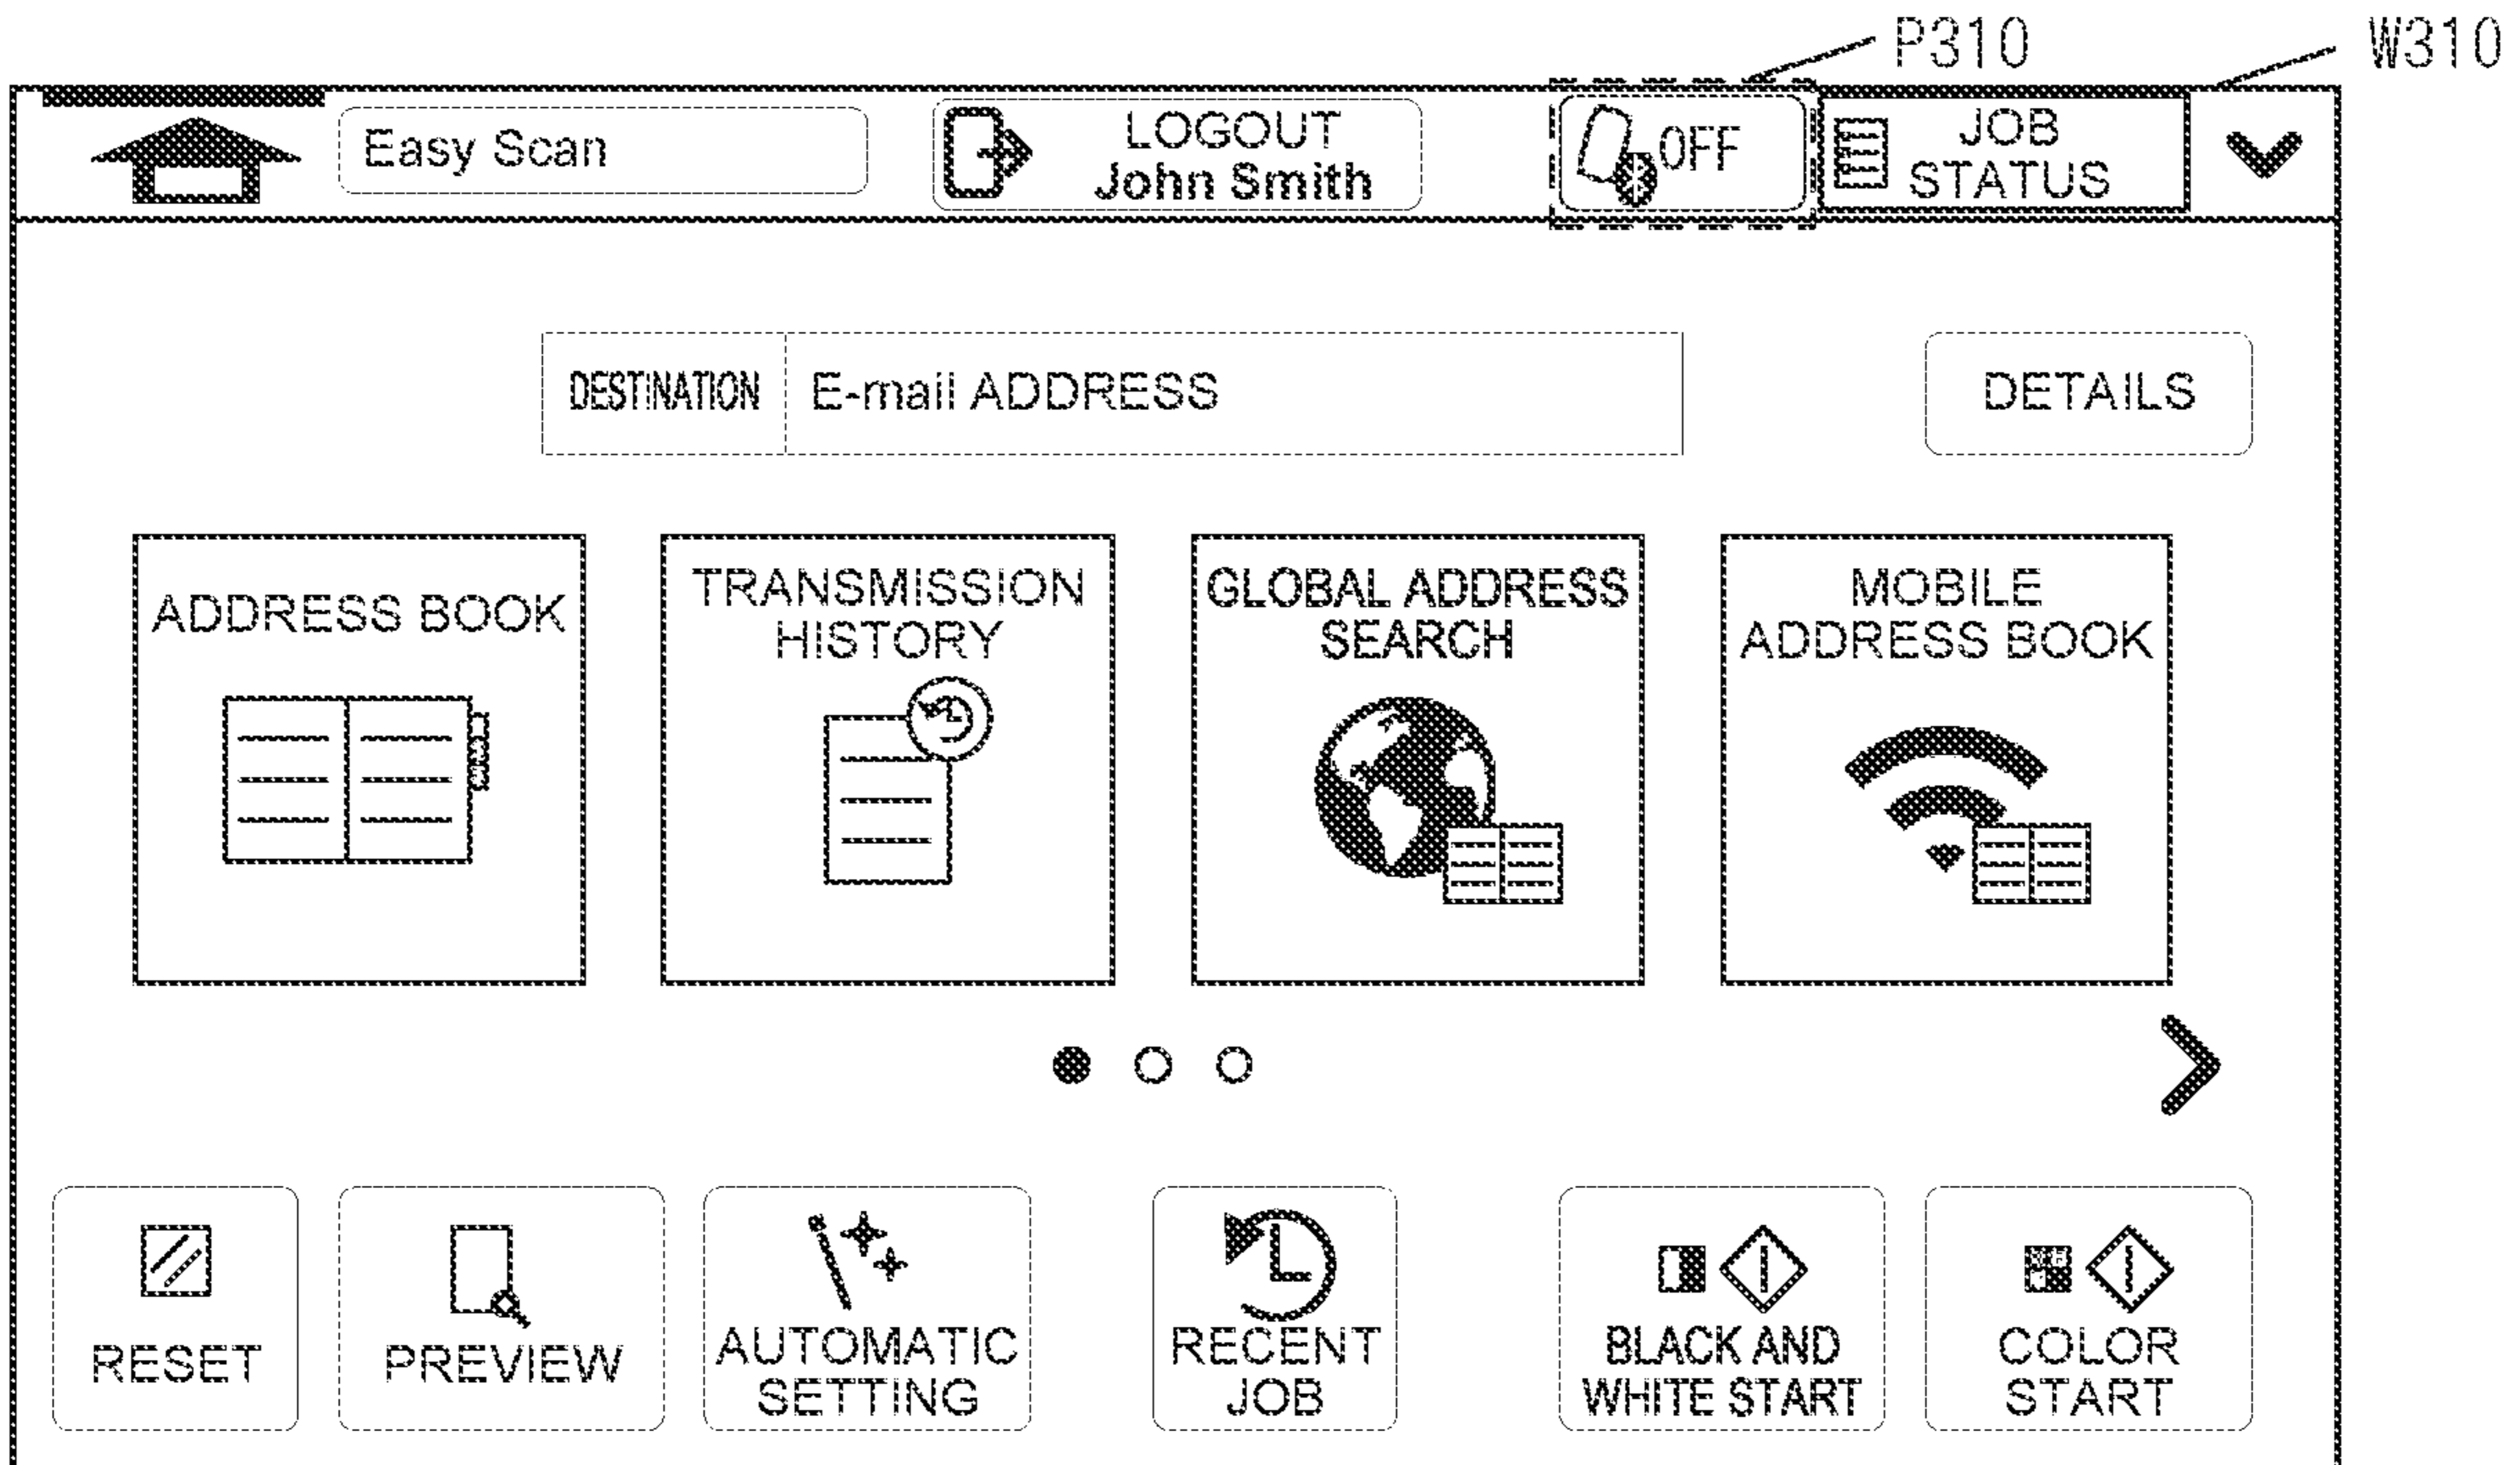 P310
W310
Easy Scan
LOGOUT
John Smith
OFF
JOB
STATUS
DESTINATION
E-mail ADDRESS
DETAILS
ADDRESS BOOK
TRANSMISSION
HISTORY
GLOBAL ADDRESS
SEARCH
MOBILE
ADDRESS BOOK
RESET
PREVIEW
AUTOMATIC
SETTING
RECENT
JOB
BLACK AND
WHITE START
COLOR
START